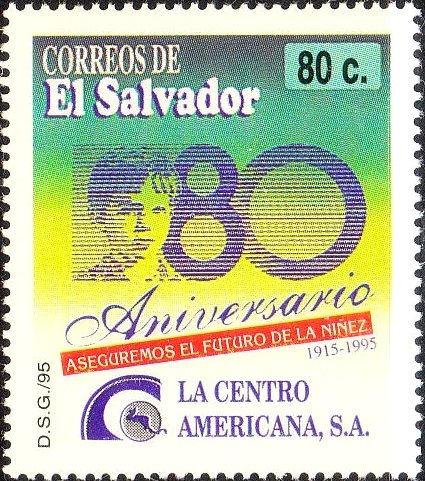 CORREOS DE
El Salvador
80 c.
80
Aniversario
ASEGUREMOS EL FUTURO DE LA NIÑEZ
1915-1995
D.S.G./95
LA CENTRO
AMERICANA, S.A.